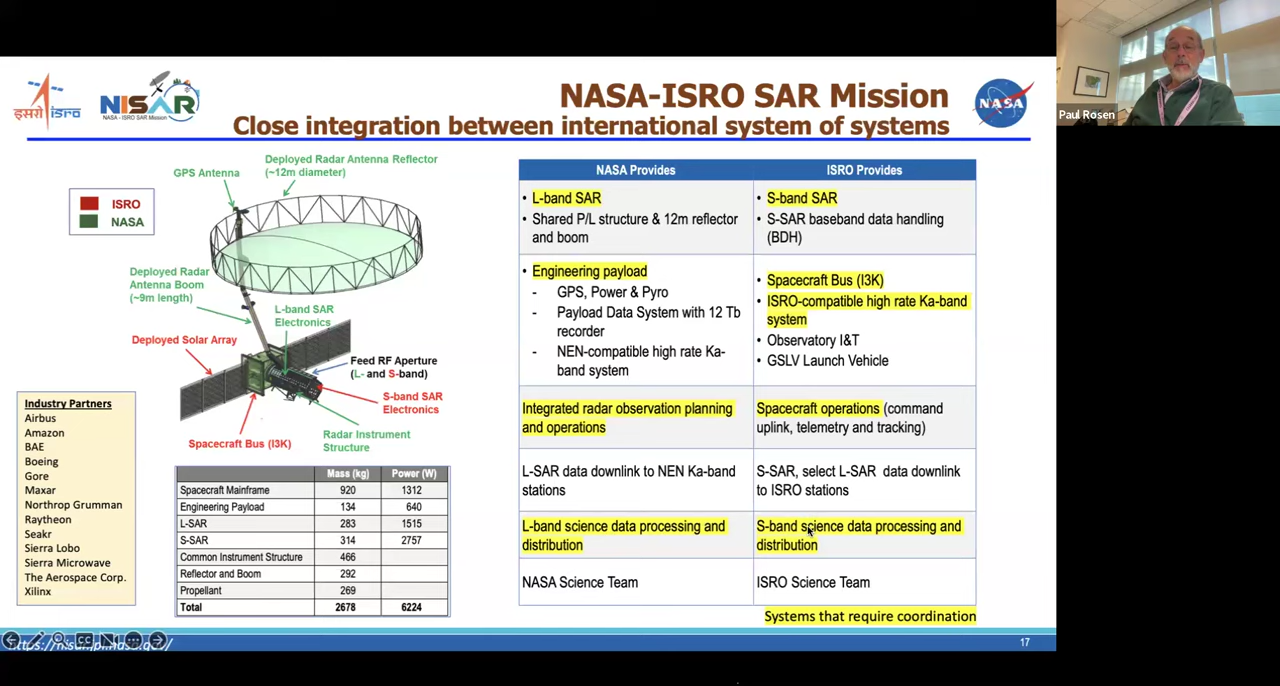 NASA-ISRO SAR Mission
Close integration between international system of systems
इसरो isro
NISAR
NASA - ISRO SAR Mission
NASA
Paul Rosen
ISRO
NASA
GPS Antenna
Deployed Radar Antenna Reflector
(~12m diameter)
Deployed Radar
Antenna Boom
(~9m length)
L-band SAR
Electronics
Deployed Solar Array
Feed RF Aperture
(L- and S-band)
S-band SAR
Electronics
Spacecraft Bus (I3K)
Radar Instrument
Structure
Industry Partners
Airbus
Amazon
BAE
Boeing
Gore
Maxar
Northrop Grumman
Raytheon
Seakr
Sierra Lobo
Sierra Microwave
The Aerospace Corp.
Xilinx
Mass (kg) Power (W)
Spacecraft Mainframe 920 1312
Engineering Payload 134 640
L-SAR 283 1515
S-SAR 314 2757
Common Instrument Structure 466
Reflector and Boom 292
Propellant 269
Total 2678 6224
NASA Provides ISRO Provides
• L-band SAR
• Shared P/L structure & 12m reflector
and boom
• S-band SAR
• S-SAR baseband data handling
(BDH)
• Engineering payload
- GPS, Power & Pyro
- Payload Data System with 12 Tb
recorder
- NEN-compatible high rate Ka-
band system
• Spacecraft Bus (I3K)
• ISRO-compatible high rate Ka-band
system
• Observatory I&T
• GSLV Launch Vehicle
Integrated radar observation planning
and operations
Spacecraft operations (command
uplink, telemetry and tracking)
L-SAR data downlink to NEN Ka-band
stations
S-SAR, select L-SAR data downlink
to ISRO stations
L-band science data processing and
distribution
S-band science data processing and
distribution
NASA Science Team
ISRO Science Team
Systems that require coordination
17